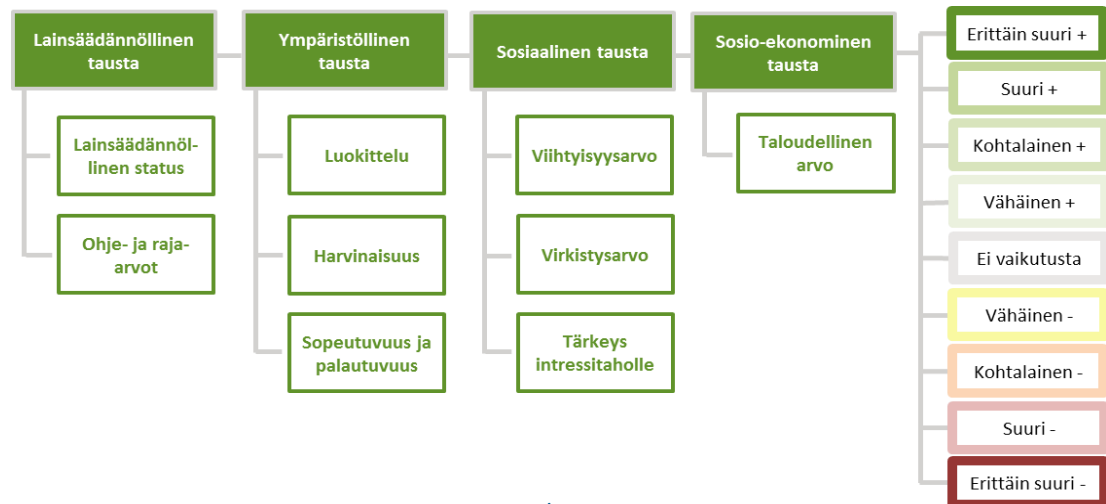 Lainsäädännöllinen
tausta
Lainsäädännöl-
linen status
Ohje- ja raja-
arvot
Ympäristöllinen
tausta
Luokittelu
Harvinaisuus
Sopeutuvuus ja
palautuvuus
Sosiaalinen tausta
Viihtyisyysarvo
Virkistysarvo
Tärkeys
intressitaholle
Sosio-ekonominen
tausta
Taloudellinen
arvo
Erittäin suuri +
Suuri +
Kohtalainen +
Vähäinen +
Ei vaikutusta
Vähäinen -
Kohtalainen -
Suuri -
Erittäin suuri -